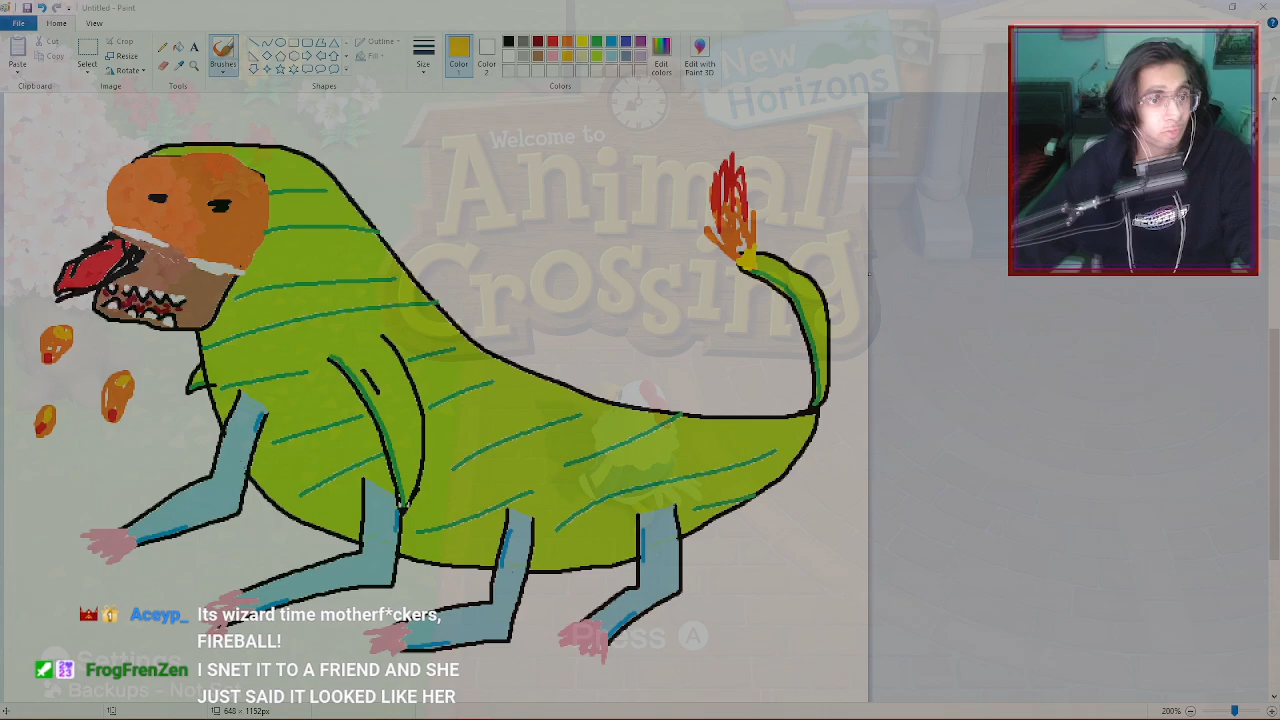 Untitled - Paint
File
Home
View
Paste
Cut
Copy
Clipboard
Select
Crop
Resize
Rotate
Image
Tools
Brushes
Shapes
Outline
Fill
Size
Color
1
Color
2
Colors
Edit
colors
Edit with
Paint 3D
New
Horizons
Welcome to
Animal
Crossing
Press A
Settings
Aceyp_ Its wizard time motherf*ckers,
FIREBALL!
FrogFrenZen I SNET IT TO A FRIEND AND SHE
JUST SAID IT LOOKED LIKE HER
648 × 1152px
200%